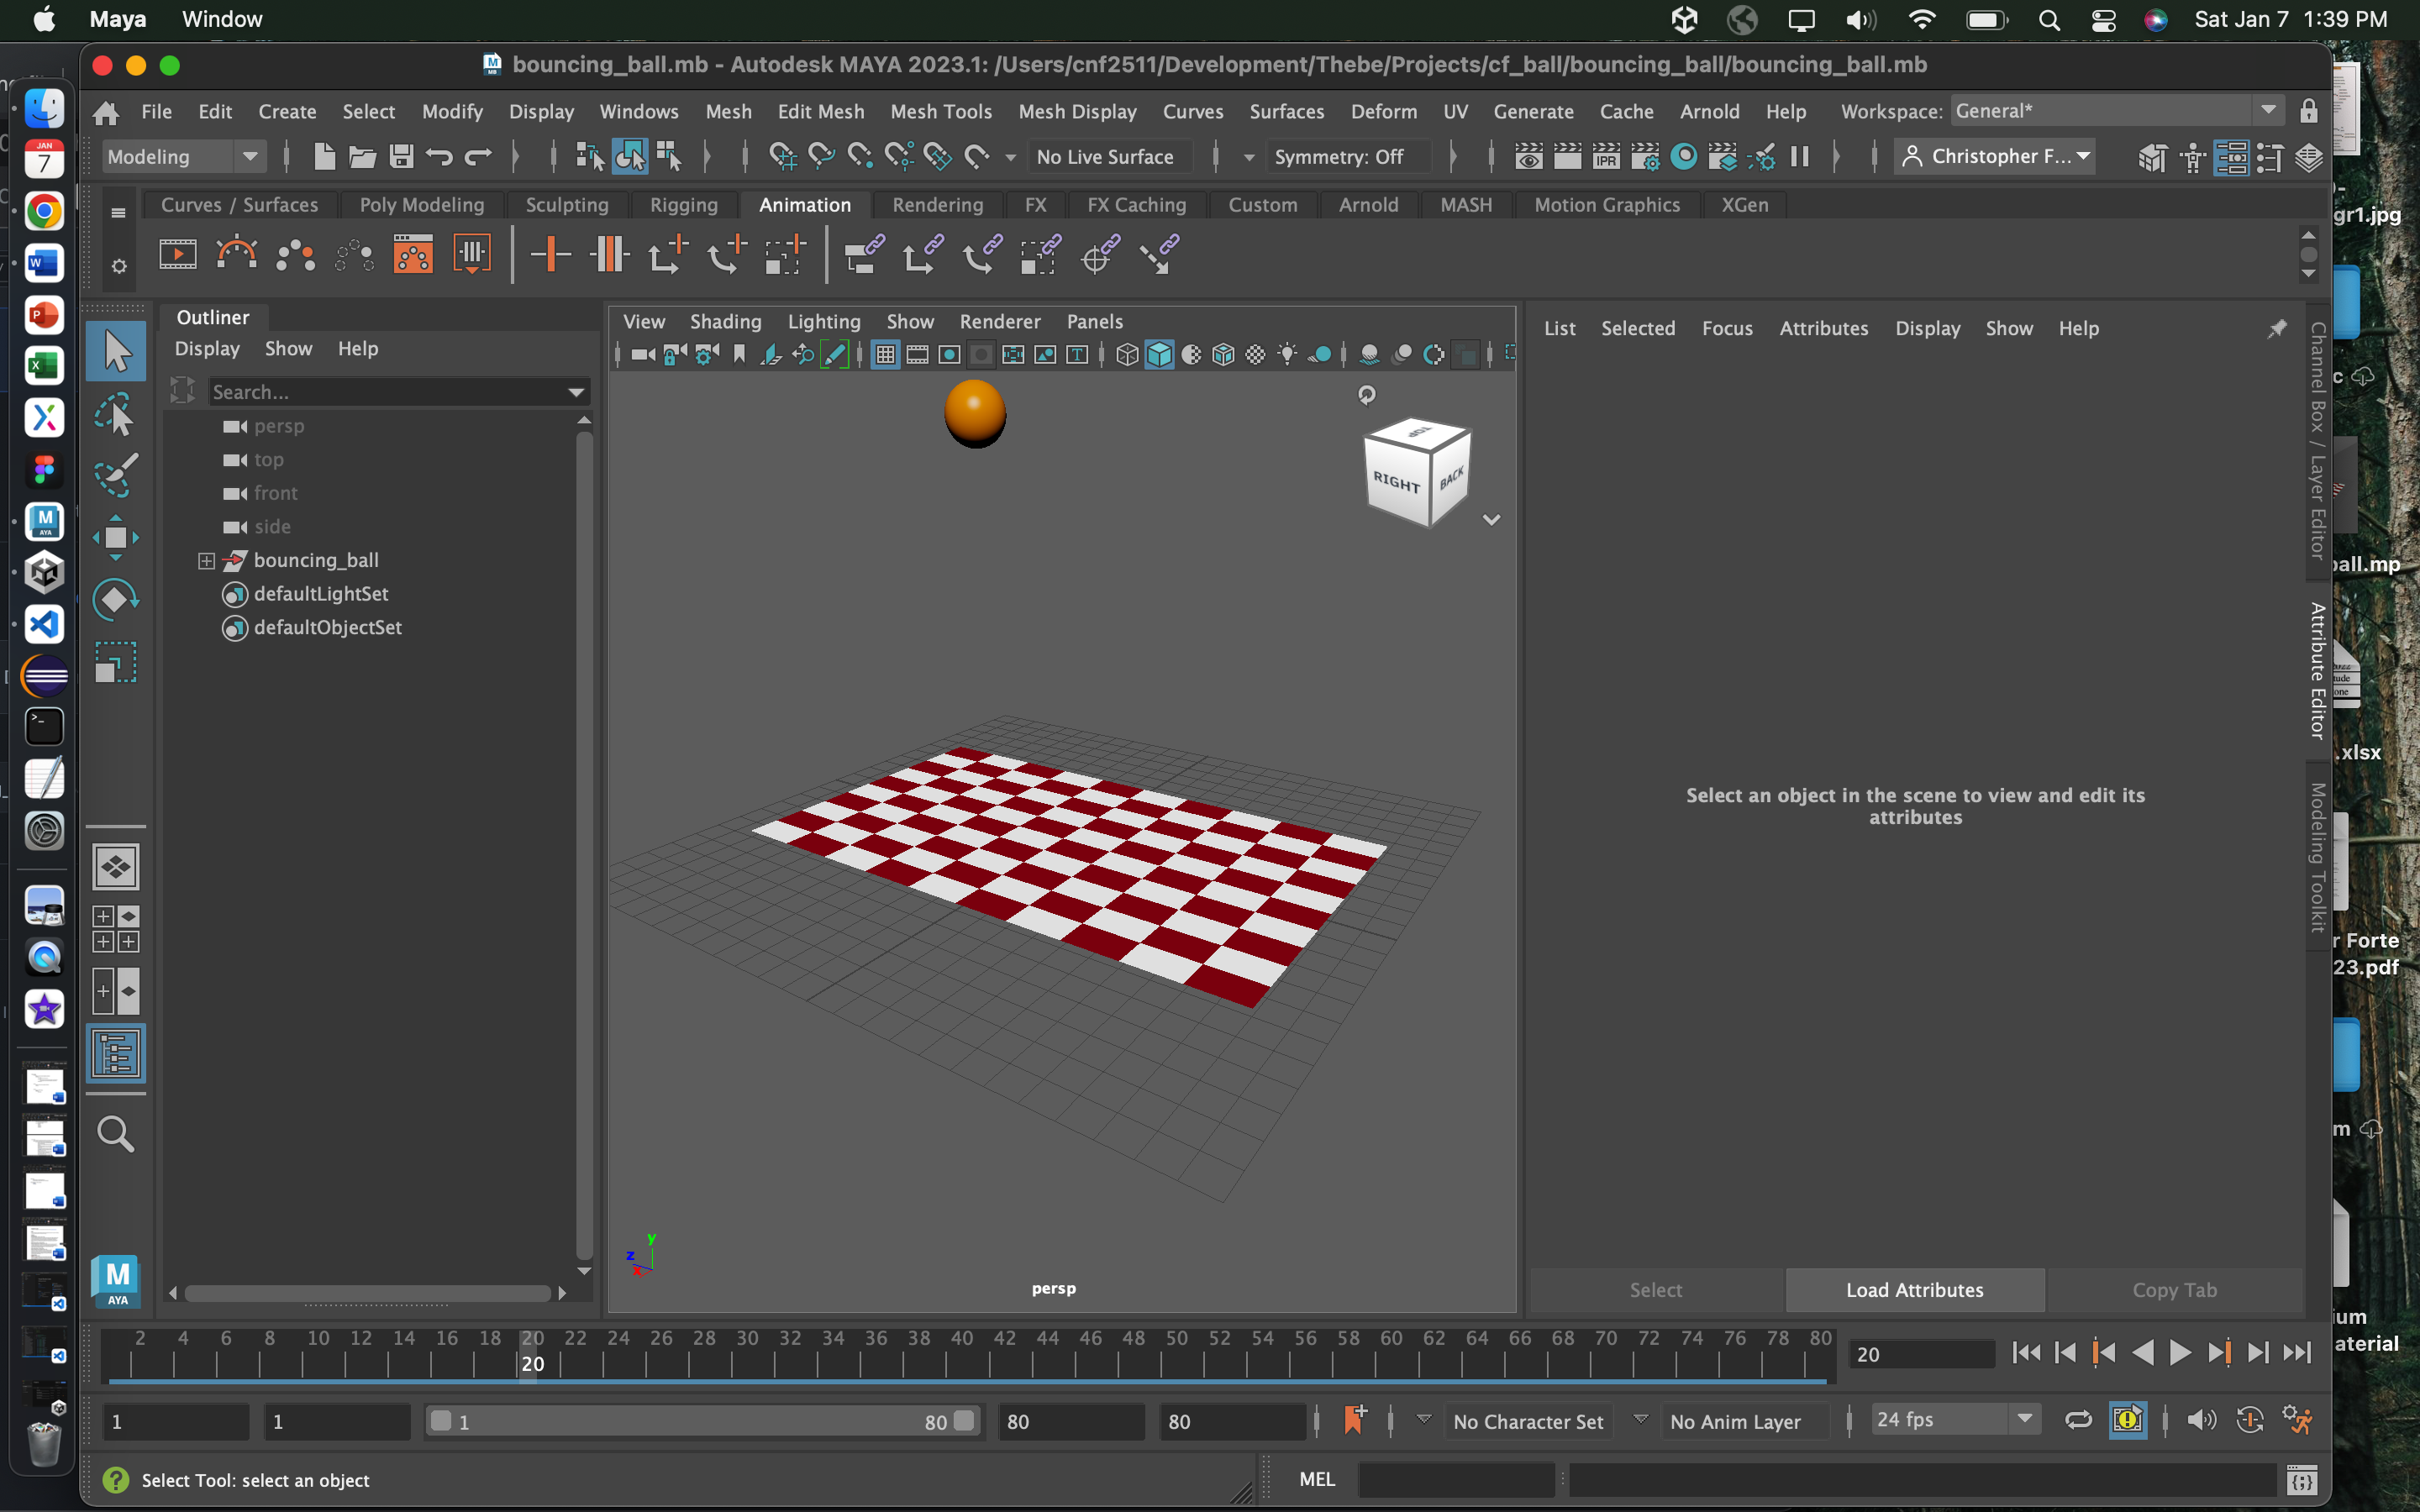 Maya Window Sat Jan 7 1:39 PM
bouncing_ball.mb - Autodesk MAYA 2023.1: /Users/cnf2511/Development/Thebe/Projects/cf_ball/bouncing_ball/bouncing_ball.mb
File Edit Create Select Modify Display Windows Mesh Edit Mesh Mesh Tools Mesh Display Curves Surfaces Deform UV Generate Cache Arnold Help Workspace: General*
Modeling No Live Surface Symmetry: Off IPR Christopher F...
Curves / Surfaces Poly Modeling Sculpting Rigging Animation Rendering FX FX Caching Custom Arnold MASH Motion Graphics XGen
JAN
7
gr1.jpg
Outliner
Display Show Help
Search...
persp
top
front
side
bouncing_ball
defaultLightSet
defaultObjectSet
View Shading Lighting Show Renderer Panels
TOP
RIGHT BACK
y
z
x
persp
List Selected Focus Attributes Display Show Help
Select an object in the scene to view and edit its
attributes
Select Load Attributes Copy Tab
Channel Box / Layer Editor
Attribute Editor
Modeling Toolkit
c
ball.mp
.xlsx
r Forte
23.pdf
m
ium
aterial
M
AYA
2 4 6 8 10 12 14 16 18 20 22 24 26 28 30 32 34 36 38 40 42 44 46 48 50 52 54 56 58 60 62 64 66 68 70 72 74 76 78 80
20 20
1 1 1 80 80 80 No Character Set No Anim Layer 24 fps
Select Tool: select an object MEL